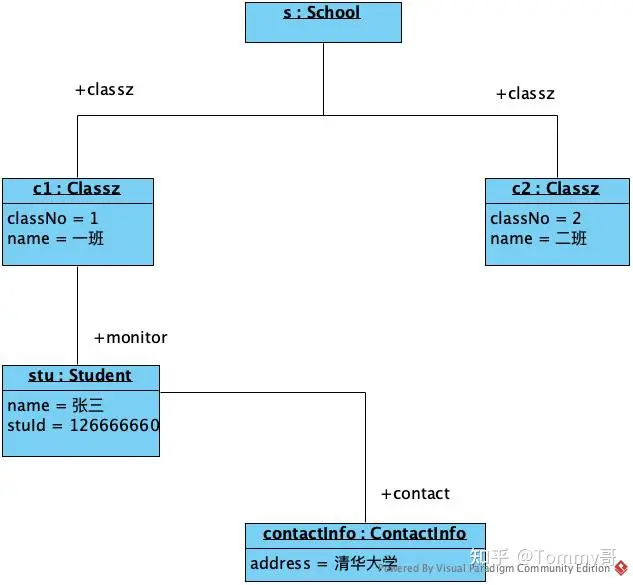 s : School
+classz
+classz
c1 : Classz
classNo = 1
name = 一班
c2 : Classz
classNo = 2
name = 二班
+monitor
stu : Student
name = 张三
stuId = 126666660
+contact
contactInfo : ContactInfo
address = 清华大学
知乎 @Tommy哥
Powered By Visual Paradigm Community Edition